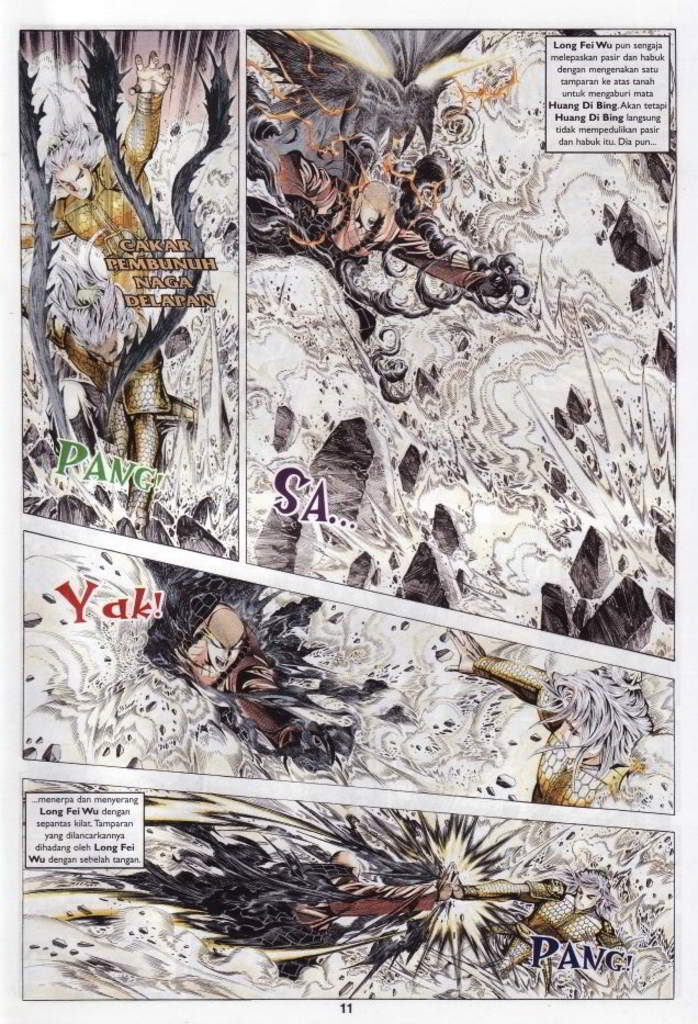 CAKAR
PEMBUNUH
NAGA
DELAPAN
PANG!
Long Fei Wu pun sengaja
melepaskan pasir dan habuk
dengan mengenakan satu
tamparan ke atas tanah
untuk mengaburi mata
Huang Di Bing. Akan tetapi
Huang Di Bing langsung
tidak mempedulikan pasir
dan habuk itu. Dia pun...
SA...
Yak!
...menerpa dan menyerang
Long Fei Wu dengan
sepantas kilat. Tamparan
yang dilancarkannya
dihadang oleh Long Fei
Wu dengan sebelah tangan.
PANG!
11